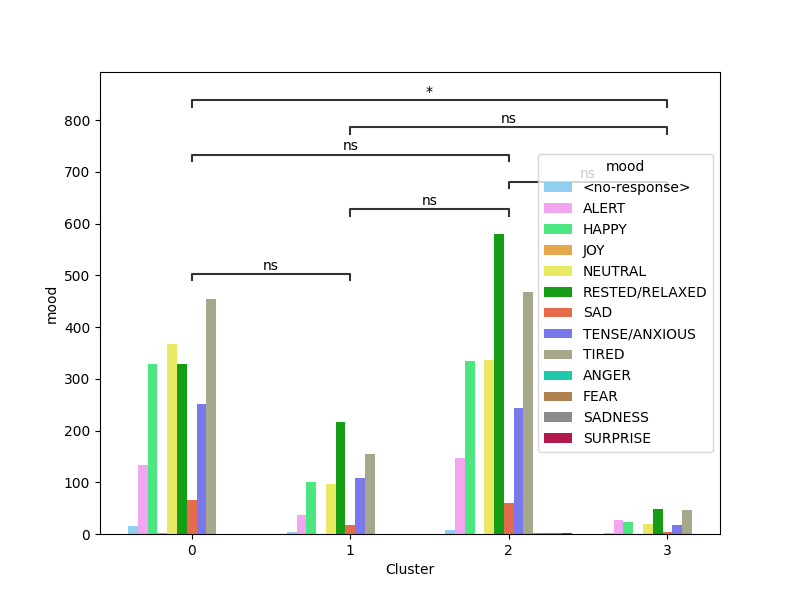 *
ns
ns
ns
ns
ns
mood
<no-response>
ALERT
HAPPY
JOY
NEUTRAL
RESTED/RELAXED
SAD
TENSE/ANXIOUS
TIRED
ANGER
FEAR
SADNESS
SURPRISE
mood
800
700
600
500
400
300
200
100
0
0 1 2 3
Cluster